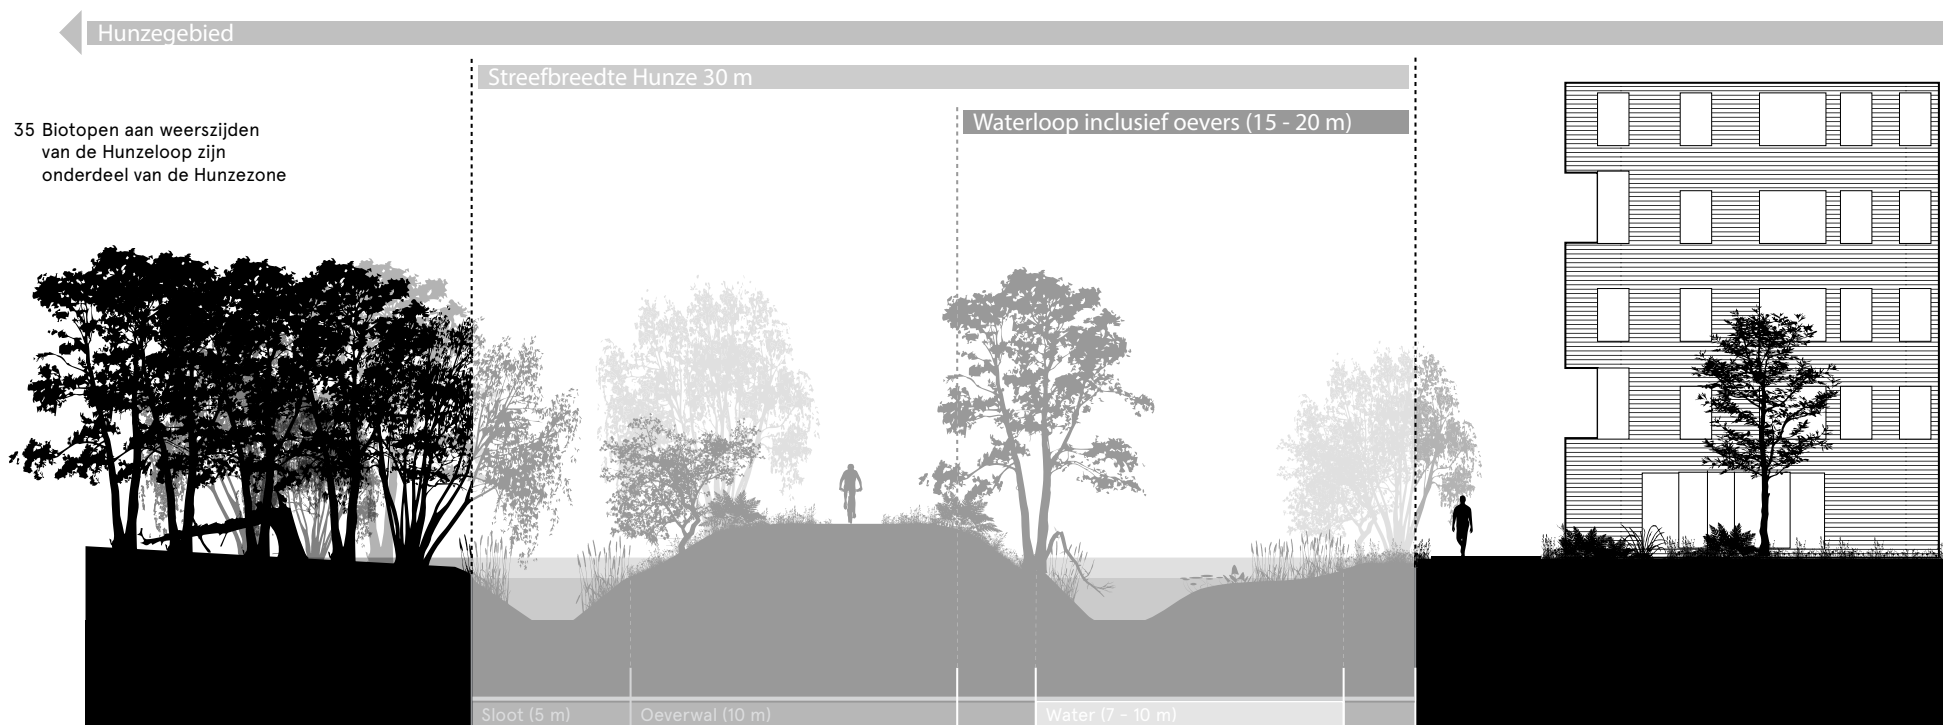 Hunzegebied
Streefbreedte Hunze 30 m
Waterloop inclusief oevers (15 - 20 m)
35 Biotopen aan weerszijden
van de Hunzeloop zijn
onderdeel van de Hunzezone
Sloot (5 m)
Oeverwal (10 m)
Water (7 - 10 m)